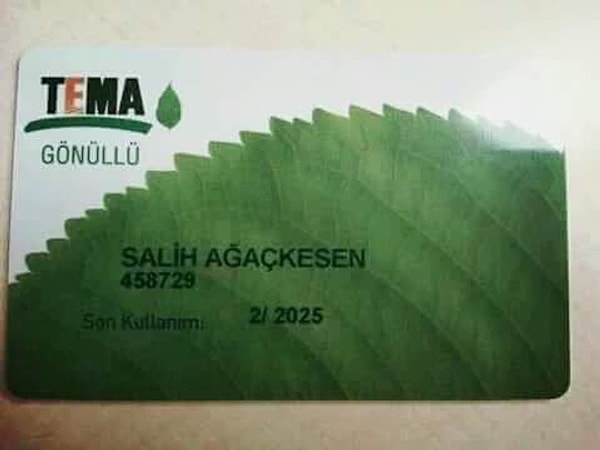 TEMA
GÖNÜLLÜ
SALİH AĞAÇKESEN
458729
Son Kullanım:
2/ 2025